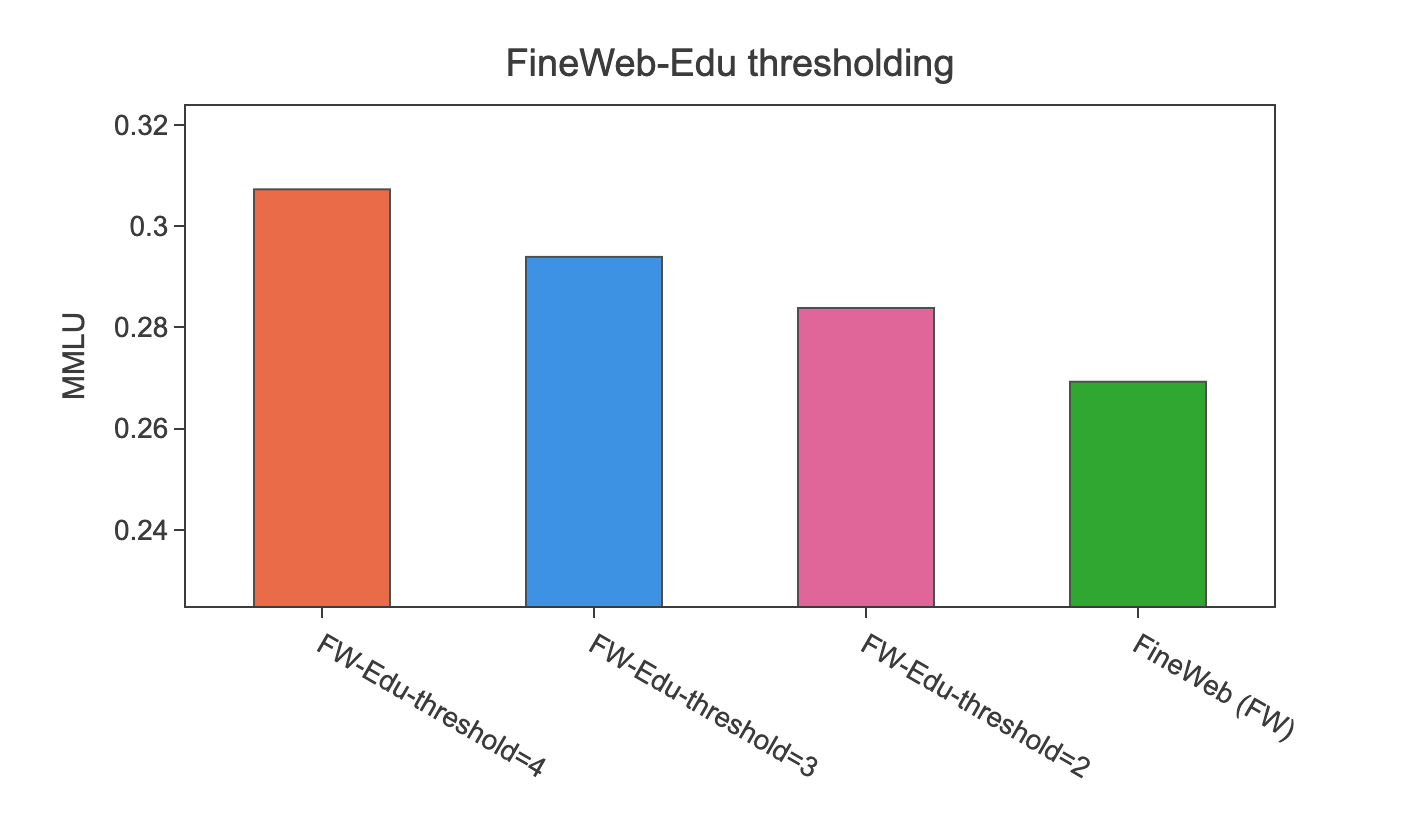 FineWeb-Edu thresholding
0.32
0.3
0.28
0.26
0.24
MMLU
FW-Edu-threshold=4
FW-Edu-threshold=3
FW-Edu-threshold=2
FineWeb (FW)